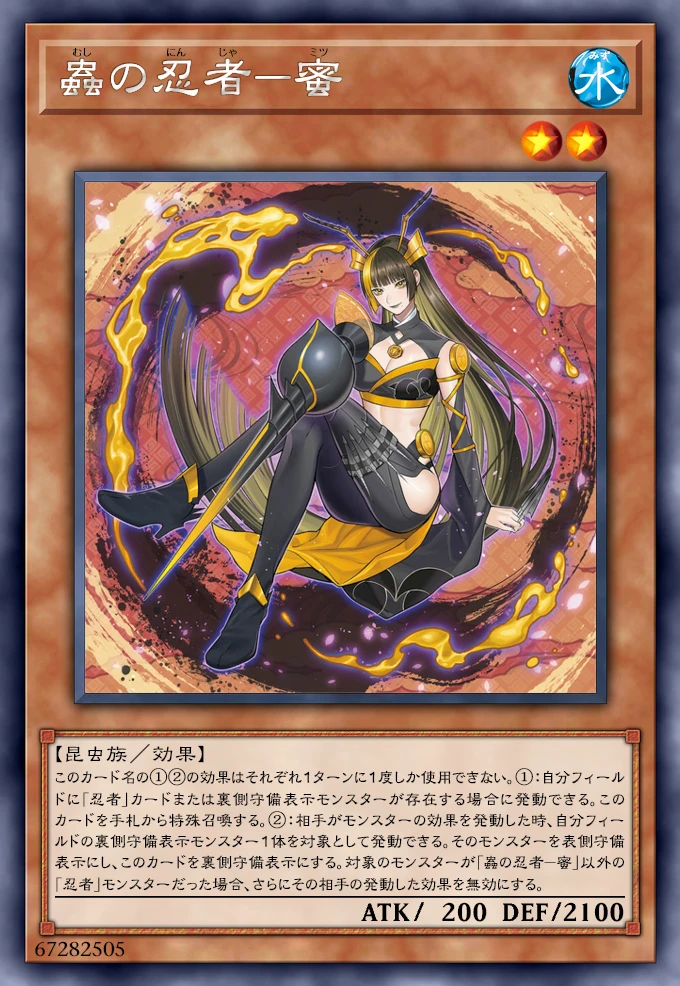 むし にん じゃ ミツ
蟲の忍者－蜜
みず
水
【昆虫族／効果】
このカード名の①②の効果はそれぞれ1ターンに1度しか使用できない。①：自分フィール
ドに「忍者」カードまたは裏側守備表示モンスターが存在する場合に発動できる。この
カードを手札から特殊召喚する。②：相手がモンスターの効果を発動した時、自分フィー
ルドの裏側守備表示モンスター1体を対象として発動できる。そのモンスターを表側守備
表示にし、このカードを裏側守備表示にする。対象のモンスターが「蟲の忍者－蜜」以外の
「忍者」モンスターだった場合、さらにその相手の発動した効果を無効にする。
ATK/ 200 DEF/2100
67282505